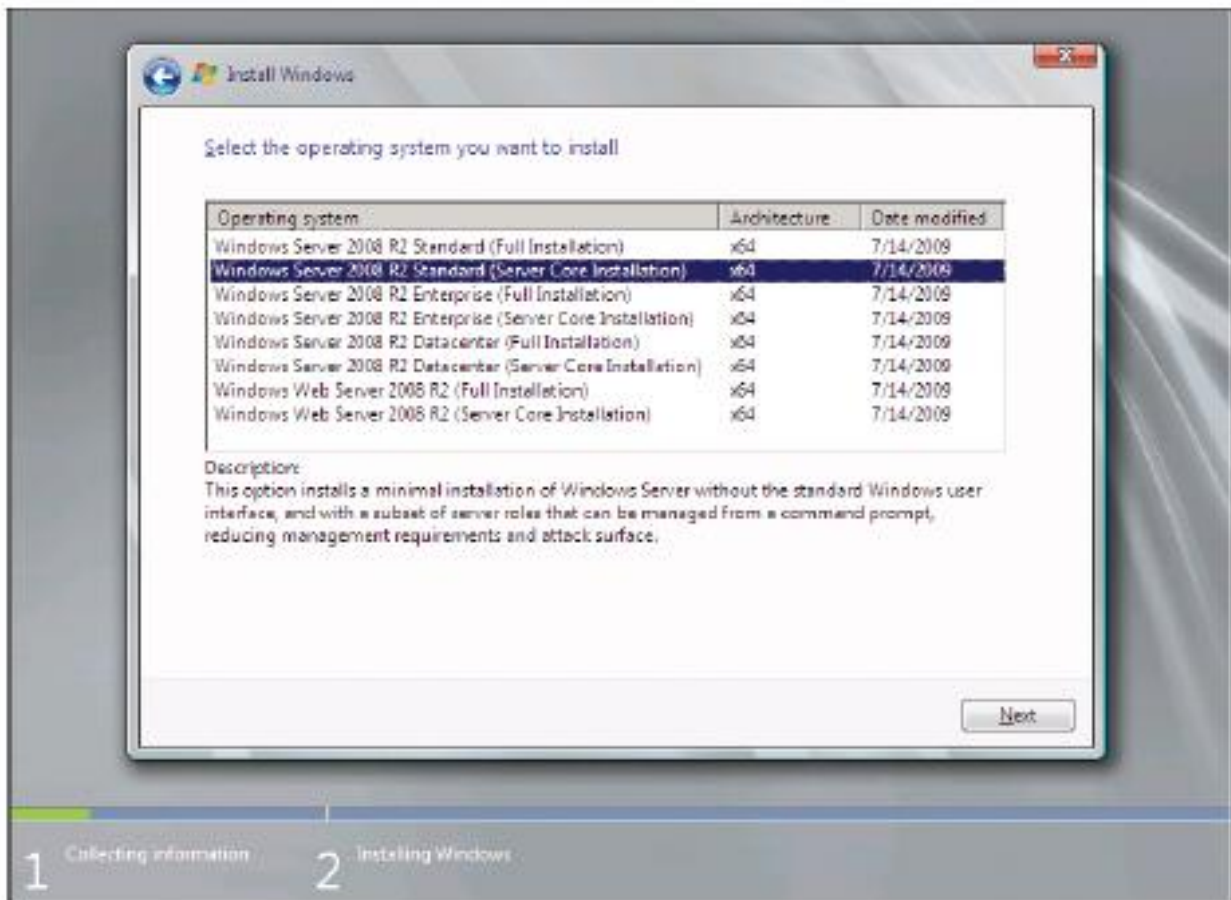 Install Windows
Select the operating system you want to install
Operating system Architecture Date modified
Windows Server 2008 R2 Standard (Full Installation) x64 7/14/2009
Windows Server 2008 R2 Standard (Server Core Installation) x64 7/14/2009
Windows Server 2008 R2 Enterprise (Full Installation) x64 7/14/2009
Windows Server 2008 R2 Enterprise (Server Core Installation) x64 7/14/2009
Windows Server 2008 R2 Datacenter (Full Installation) x64 7/14/2009
Windows Server 2008 R2 Datacenter (Server Core Installation) x64 7/14/2009
Windows Web Server 2008 R2 (Full Installation) x64 7/14/2009
Windows Web Server 2008 R2 (Server Core Installation) x64 7/14/2009
Description:
This option installs a minimal installation of Windows Server without the standard Windows user
interface, and with a subset of server roles that can be managed from a command prompt,
reducing management requirements and attack surface.
Next
1 Collecting information 2 Installing Windows